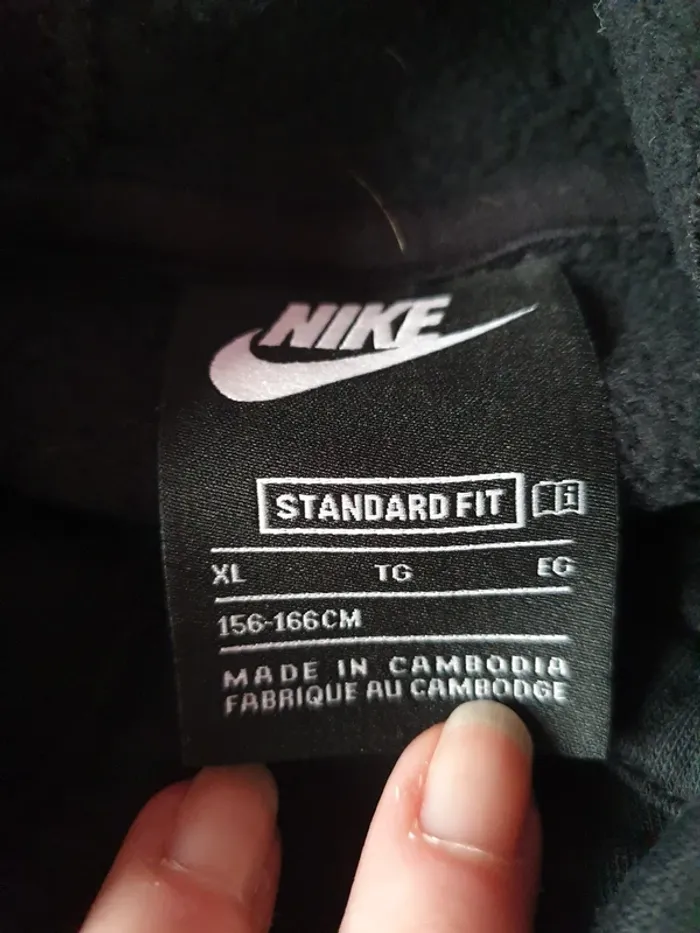 NIKE
STANDARD FIT
XL TG EG
156-166CM
MADE IN CAMBODIA
FABRIQUE AU CAMBODGE